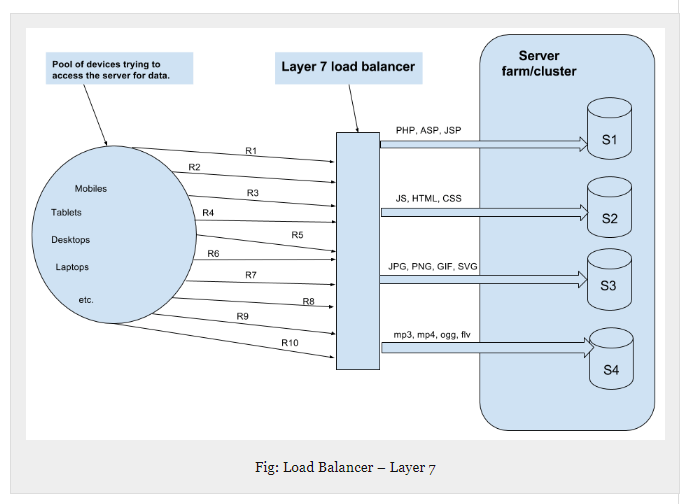 Pool of devices trying to
access the server for data.
Layer 7 load balancer
Server
farm/cluster
Mobiles
Tablets
Desktops
Laptops
etc.
R1
R2
R3
R4
R5
R6
R7
R8
R9
R10
PHP, ASP, JSP
S1
JS, HTML, CSS
S2
JPG, PNG, GIF, SVG
S3
mp3, mp4, ogg, flv
S4
Fig: Load Balancer – Layer 7